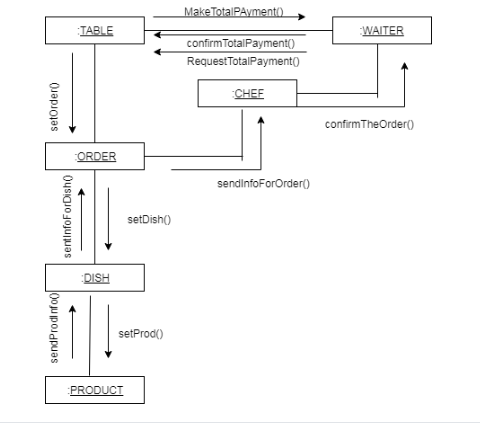 MakeTotalPAyment()
:TABLE
:WAITER
confirmTotalPayment()
RequestTotalPayment()
setOrder()
:CHEF
confirmTheOrder()
:ORDER
sendInfoForOrder()
sentInfoForDish()
setDish()
:DISH
sendProdInfo()
setProd()
:PRODUCT